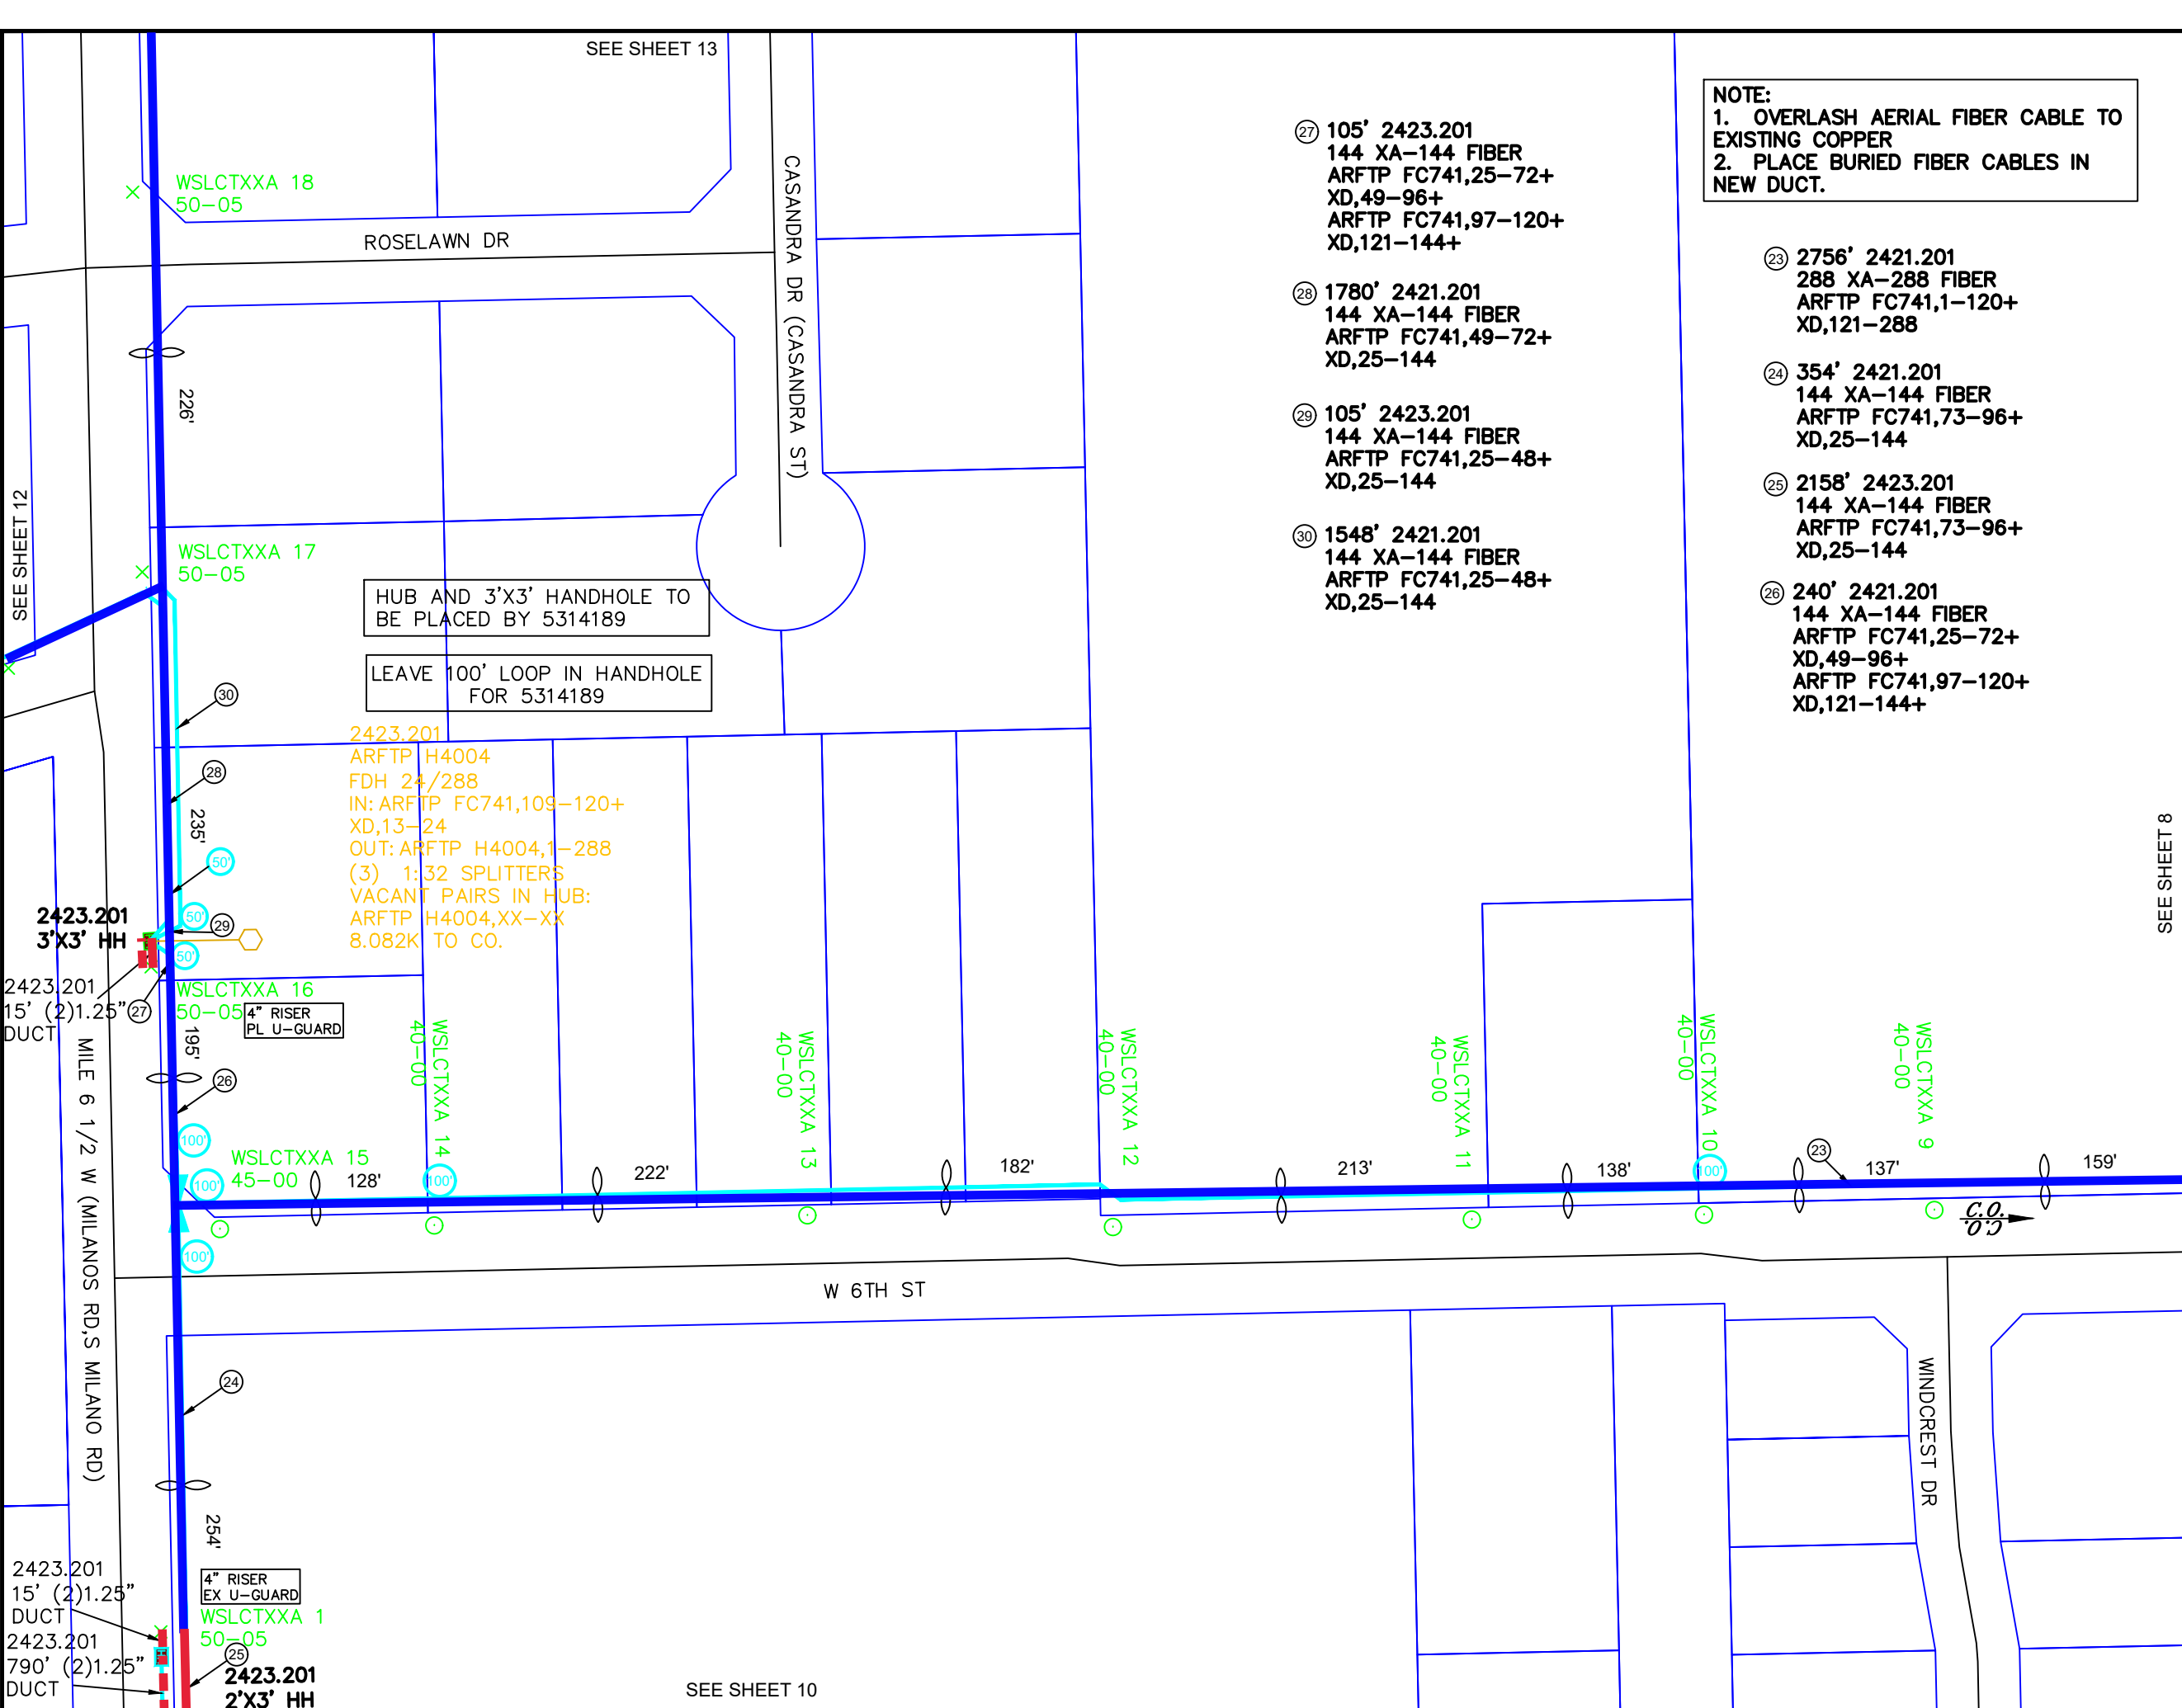 SEE SHEET 13
NOTE:
1. OVERLASH AERIAL FIBER CABLE TO
EXISTING COPPER
2. PLACE BURIED FIBER CABLES IN
NEW DUCT.
27 105' 2423.201
144 XA-144 FIBER
ARFTP FC741,25-72+
XD,49-96+
ARFTP FC741,97-120+
XD,121-144+
28 1780' 2421.201
144 XA-144 FIBER
ARFTP FC741,49-72+
XD,25-144
29 105' 2423.201
144 XA-144 FIBER
ARFTP FC741,25-48+
XD,25-144
30 1548' 2421.201
144 XA-144 FIBER
ARFTP FC741,25-48+
XD,25-144
23 2756' 2421.201
288 XA-288 FIBER
ARFTP FC741,1-120+
XD,121-288
24 354' 2421.201
144 XA-144 FIBER
ARFTP FC741,73-96+
XD,25-144
25 2158' 2423.201
144 XA-144 FIBER
ARFTP FC741,73-96+
XD,25-144
26 240' 2421.201
144 XA-144 FIBER
ARFTP FC741,25-72+
XD,49-96+
ARFTP FC741,97-120+
XD,121-144+
WSLCTXXA 18
50-05
ROSELAWN DR
CASANDRA DR (CASANDRA ST)
226'
SEE SHEET 12
WSLCTXXA 17
50-05
HUB AND 3'X3' HANDHOLE TO
BE PLACED BY 5314189
LEAVE 100' LOOP IN HANDHOLE
FOR 5314189
30
28
235'
50'
50'
29
50'
2423.201
ARFTP H4004
FDH 24/288
IN: ARFTP FC741,109-120+
XD,13-24
OUT: ARFTP H4004,1-288
(3) 1:32 SPLITTERS
VACANT PAIRS IN HUB:
ARFTP H4004,XX-XX
8.082K TO CO.
2423.201
3'X3' HH
2423.201
15' (2)1.25"
DUCT
27
WSLCTXXA 16
50-05
4" RISER
PL U-GUARD
195'
26
100'
100'
100'
WSLCTXXA 15
45-00
MILE 6 1/2 W (MILANOS RD,S MILANO RD)
WSLCTXXA 14
40-00
WSLCTXXA 13
40-00
WSLCTXXA 12
40-00
WSLCTXXA 11
40-00
WSLCTXXA 10
40-00
WSLCTXXA 9
40-00
SEE SHEET 8
128'
100'
222'
182'
213'
138'
100'
23
137'
159'
C.O.
C.O.
W 6TH ST
WINDCREST DR
24
254'
4" RISER
EX U-GUARD
WSLCTXXA 1
50-05
2423.201
15' (2)1.25"
DUCT
2423.201
790' (2)1.25"
DUCT
25
2423.201
2'X3' HH
SEE SHEET 10